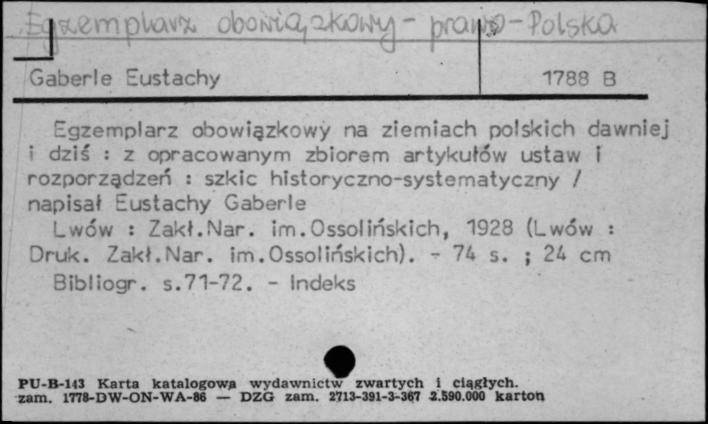 Egzemplarz obowiązkowy - prawo - Polska
Gaberle Eustachy 1788 B
Egzemplarz obowiązkowy na ziemiach polskich dawniej
i dziś : z opracowanym zbiorem artykułów ustaw i
rozporządzeń : szkic historyczno-systematyczny /
napisał Eustachy Gaberle
Lwów : Zakł.Nar. im.Ossolińskich, 1928 (Lwów :
Druk. Zakł.Nar. im.Ossolińskich). - 74 s. ; 24 cm
Bibliogr. s.71-72. - Indeks
PU-B-143 Karta katalogowa wydawnictw zwartych i ciągłych.
zam. 1778-DW-ON-WA-86 — DZG zam. 2713-391-3-367 2.590.000 karton